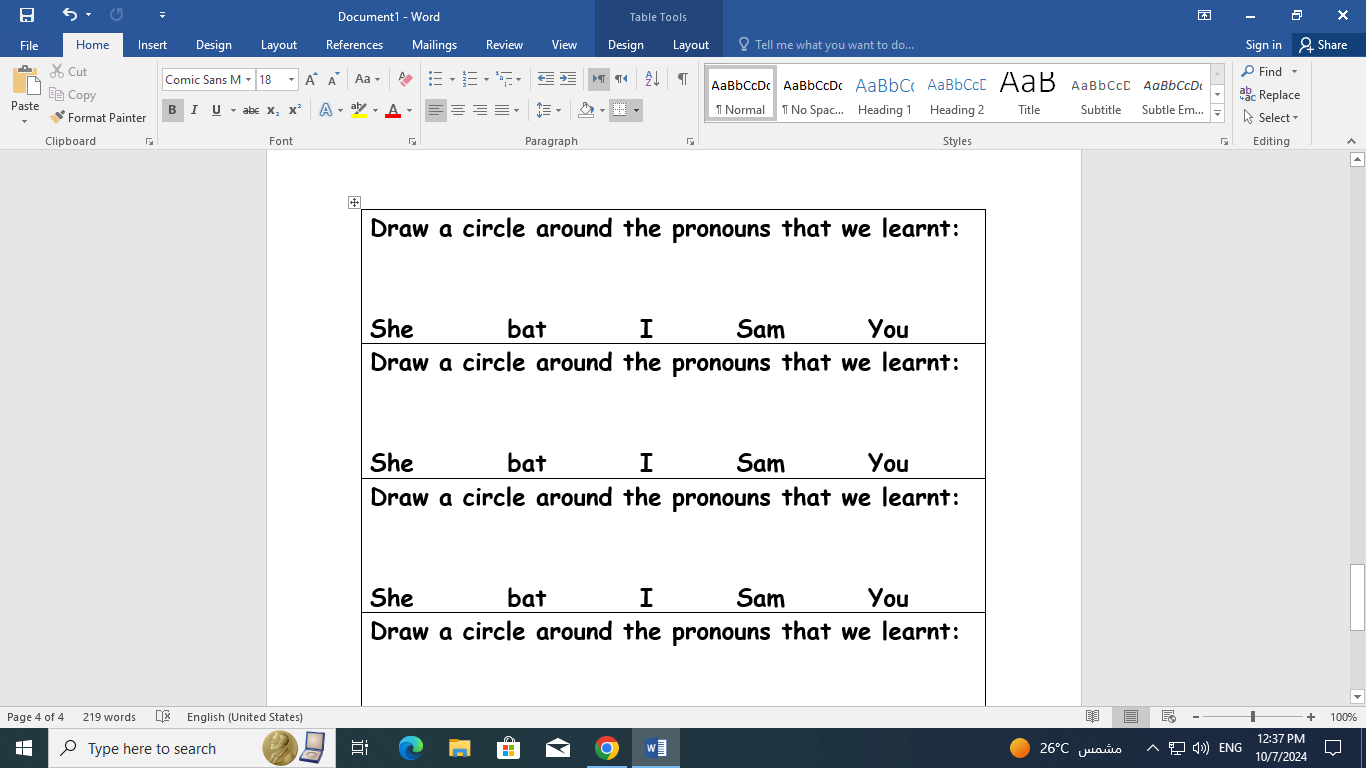 Document1 - Word
Table Tools
File Home Insert Design Layout References Mailings Review View Design Layout Tell me what you want to do... Sign in Share
Paste
Cut
Copy
Format Painter
Clipboard
Comic Sans M 18 Aa
B I U abc x₂ x² A ab A
Font
Paragraph
AaBbCcDc AaBbCcDc AaBbCc AaBbCcD AaB AaBbCcD AaBbCcDc
¶ Normal ¶ No Spac... Heading 1 Heading 2 Title Subtitle Subtle Em...
Styles
Find
Replace
Select
Editing
Draw a circle around the pronouns that we learnt:
She bat I Sam You
Draw a circle around the pronouns that we learnt:
She bat I Sam You
Draw a circle around the pronouns that we learnt:
She bat I Sam You
Draw a circle around the pronouns that we learnt:
Page 4 of 4 219 words English (United States) 100%
Type here to search
26°C مشمس
ENG
12:37 PM
10/7/2024